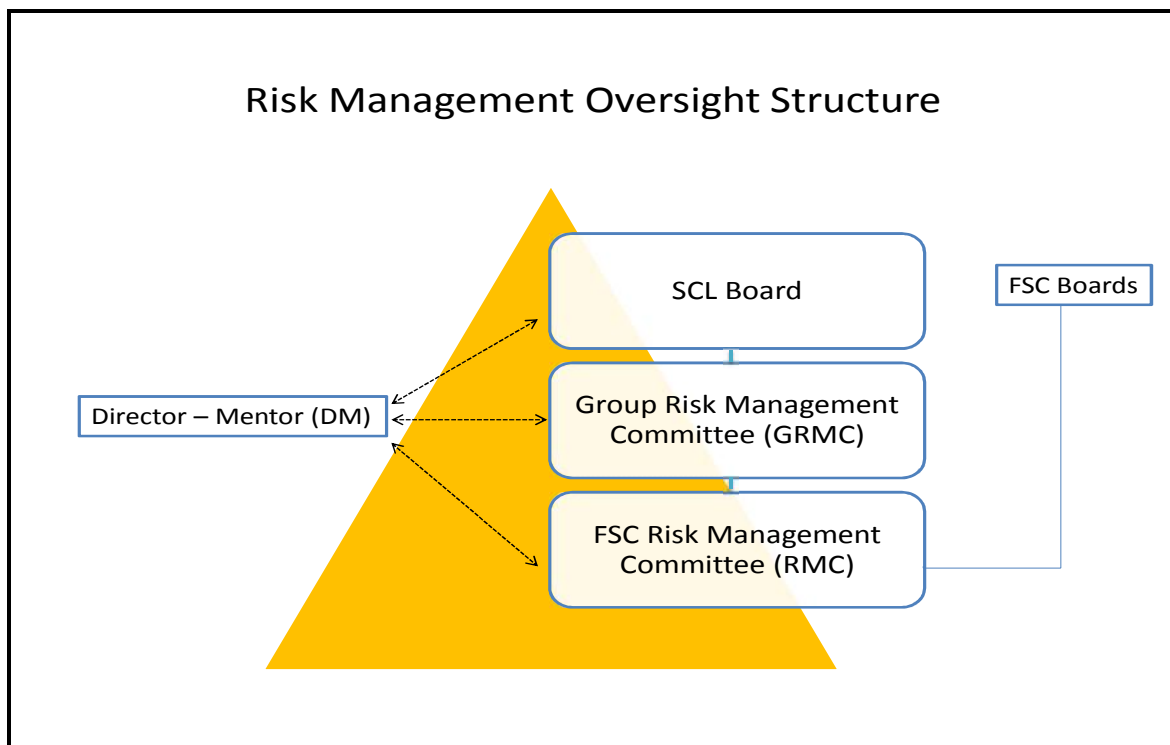 Risk Management Oversight Structure
SCL Board
FSC Boards
Director – Mentor (DM)
Group Risk Management
Committee (GRMC)
FSC Risk Management
Committee (RMC)